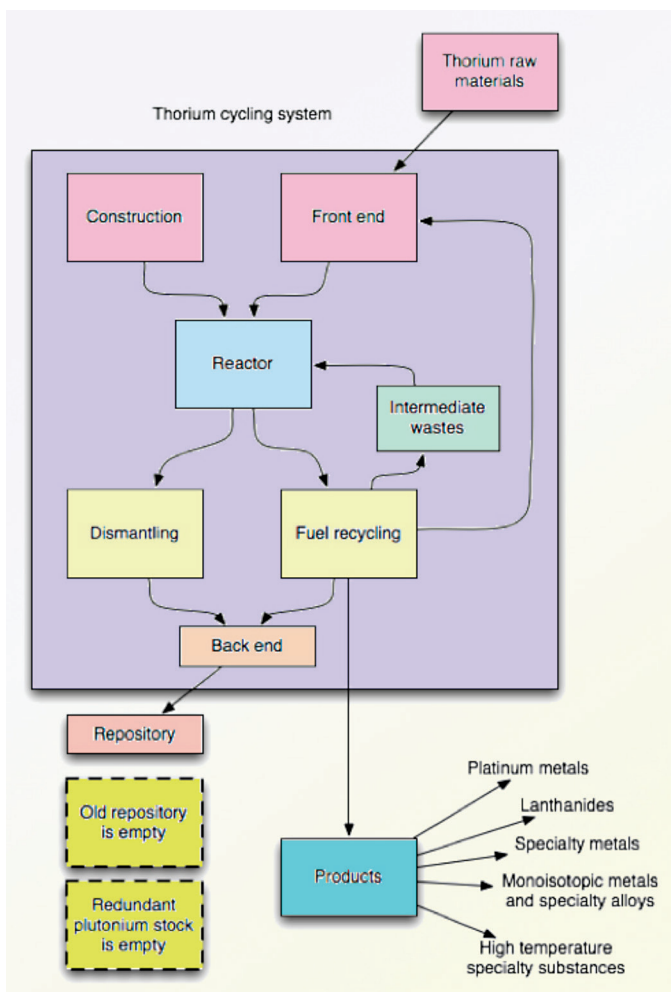 Thorium raw
materials
Thorium cycling system
Construction
Front end
Reactor
Intermediate
wastes
Dismantling
Fuel recycling
Back end
Repository
Old repository
is empty
Redundant
plutonium stock
is empty
Products
Platinum metals
Lanthanides
Specialty metals
Monoisotopic metals
and specialty alloys
High temperature
specialty substances